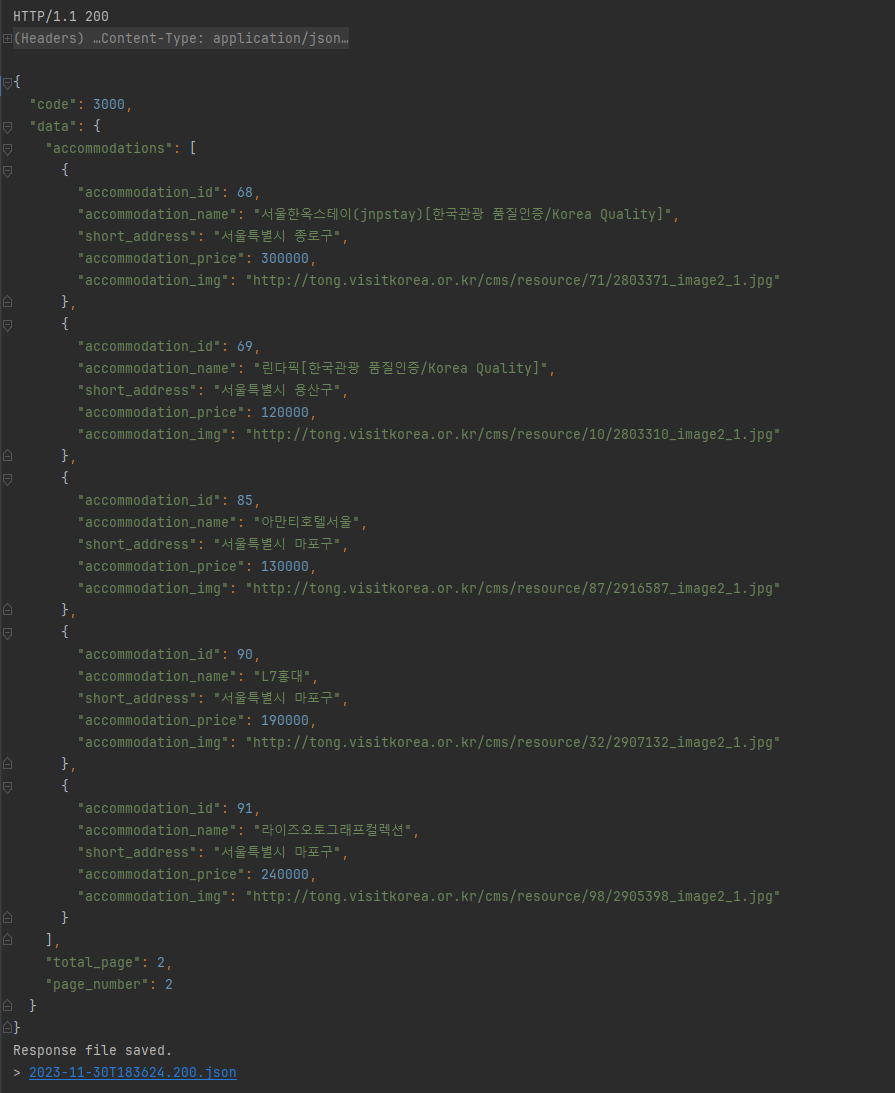 HTTP/1.1 200
(Headers) …Content-Type: application/json…
{
"code": 3000,
"data": {
"accommodations": [
{
"accommodation_id": 68,
"accommodation_name": "서울한옥스테이(jnpstay)[한국관광 품질인증/Korea Quality]",
"short_address": "서울특별시 종로구",
"accommodation_price": 300000,
"accommodation_img": "http://tong.visitkorea.or.kr/cms/resource/71/2803371_image2_1.jpg"
},
{
"accommodation_id": 69,
"accommodation_name": "린다픽[한국관광 품질인증/Korea Quality]",
"short_address": "서울특별시 용산구",
"accommodation_price": 120000,
"accommodation_img": "http://tong.visitkorea.or.kr/cms/resource/10/2803310_image2_1.jpg"
},
{
"accommodation_id": 85,
"accommodation_name": "아만티호텔서울",
"short_address": "서울특별시 마포구",
"accommodation_price": 130000,
"accommodation_img": "http://tong.visitkorea.or.kr/cms/resource/87/2916587_image2_1.jpg"
},
{
"accommodation_id": 90,
"accommodation_name": "L7홍대",
"short_address": "서울특별시 마포구",
"accommodation_price": 190000,
"accommodation_img": "http://tong.visitkorea.or.kr/cms/resource/32/2907132_image2_1.jpg"
},
{
"accommodation_id": 91,
"accommodation_name": "라이즈오토그래프컬렉션",
"short_address": "서울특별시 마포구",
"accommodation_price": 240000,
"accommodation_img": "http://tong.visitkorea.or.kr/cms/resource/98/2905398_image2_1.jpg"
}
],
"total_page": 2,
"page_number": 2
}
}
Response file saved.
> 2023-11-30T183624.200.json